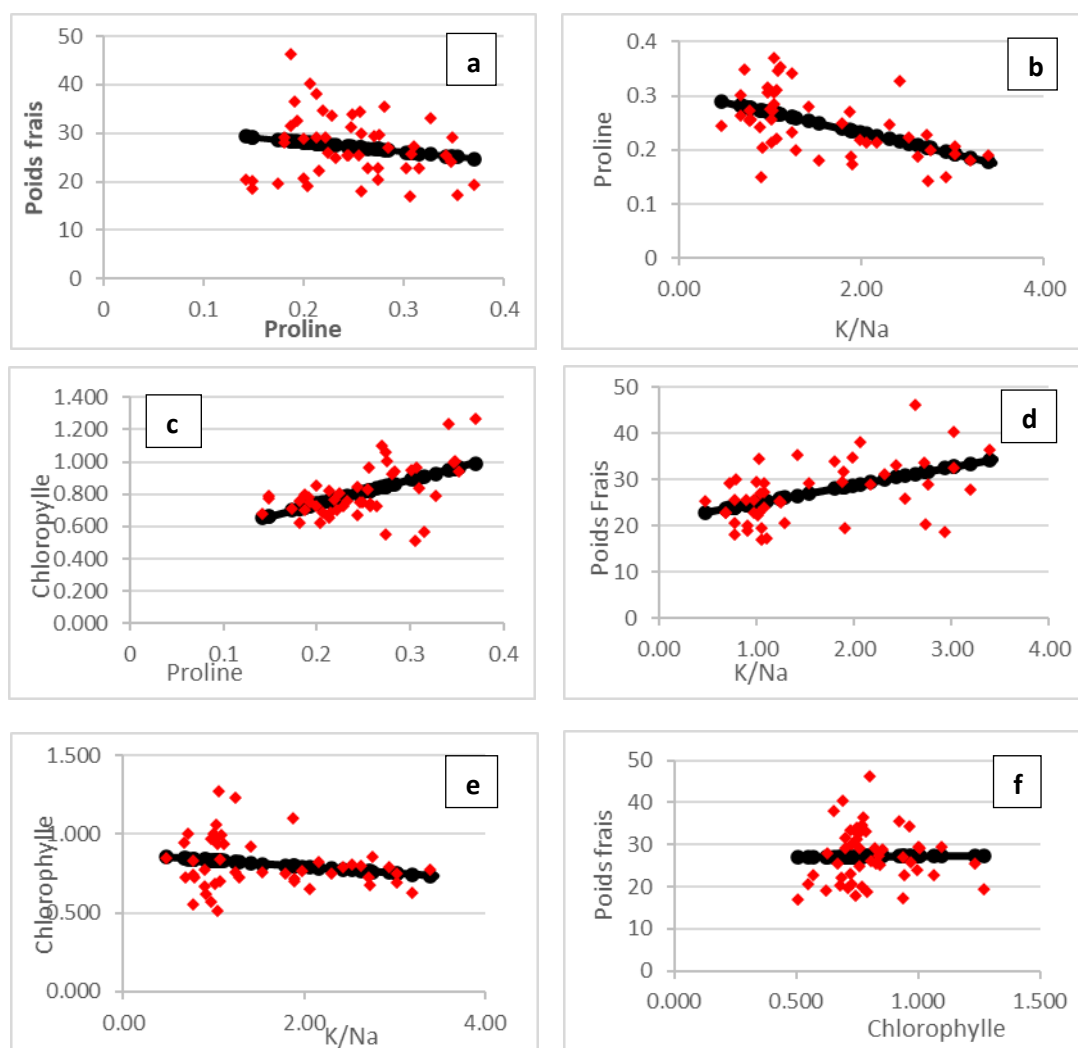 a
50
40
30
20
10
0
0 0.1 0.2 0.3 0.4
Poids frais
Proline
b
0.4
0.3
0.2
0.1
0
0.00 2.00 4.00
Proline
K/Na
c
1.400
1.200
1.000
0.800
0.600
0.400
0.200
0.000
0 0.1 0.2 0.3 0.4
Chlorophylle
Proline
d
50
40
30
20
10
0
0.00 1.00 2.00 3.00 4.00
Poids Frais
K/Na
e
1.500
1.000
0.500
0.000
0.00 2.00 4.00
Chlorophylle
K/Na
f
50
40
30
20
10
0
0.000 0.500 1.000 1.500
Poids frais
Chlorophylle